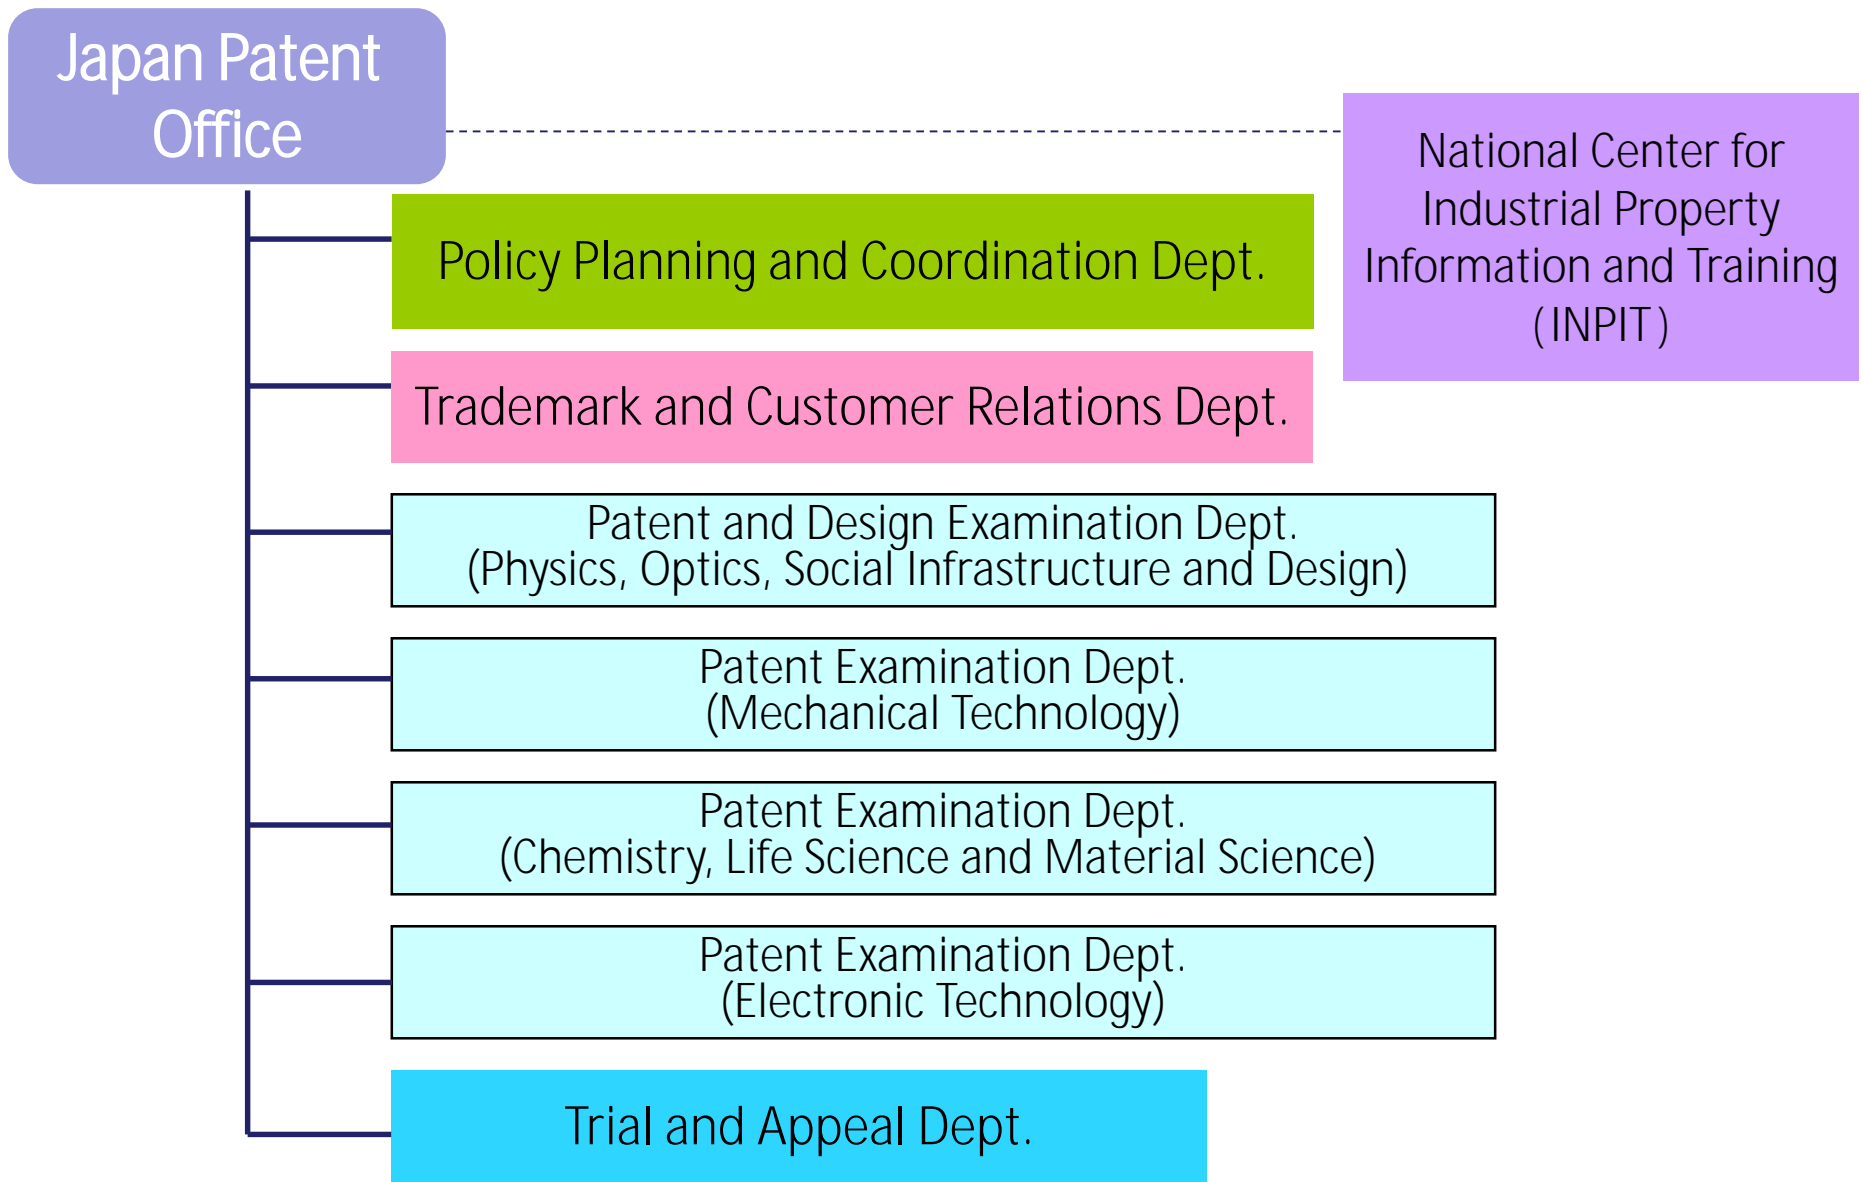 Japan Patent
Office
National Center for
Industrial Property
Information and Training
(INPIT)
Policy Planning and Coordination Dept.
Trademark and Customer Relations Dept.
Patent and Design Examination Dept.
(Physics, Optics, Social Infrastructure and Design)
Patent Examination Dept.
(Mechanical Technology)
Patent Examination Dept.
(Chemistry, Life Science and Material Science)
Patent Examination Dept.
(Electronic Technology)
Trial and Appeal Dept.